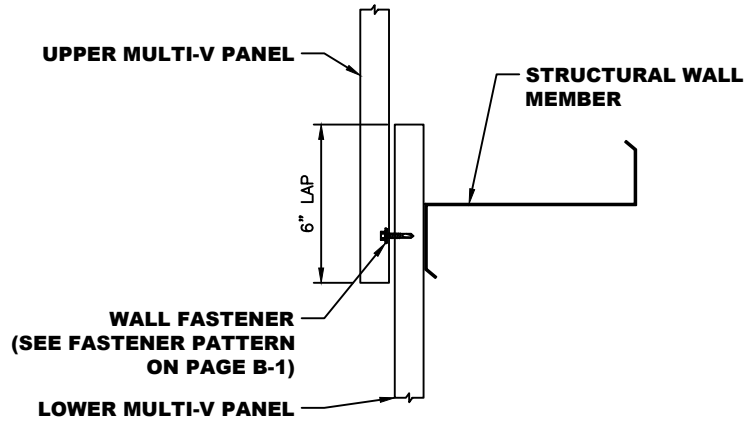 UPPER MULTI-V PANEL
STRUCTURAL WALL
MEMBER
6" LAP
WALL FASTENER
(SEE FASTENER PATTERN
ON PAGE B-1)
LOWER MULTI-V PANEL